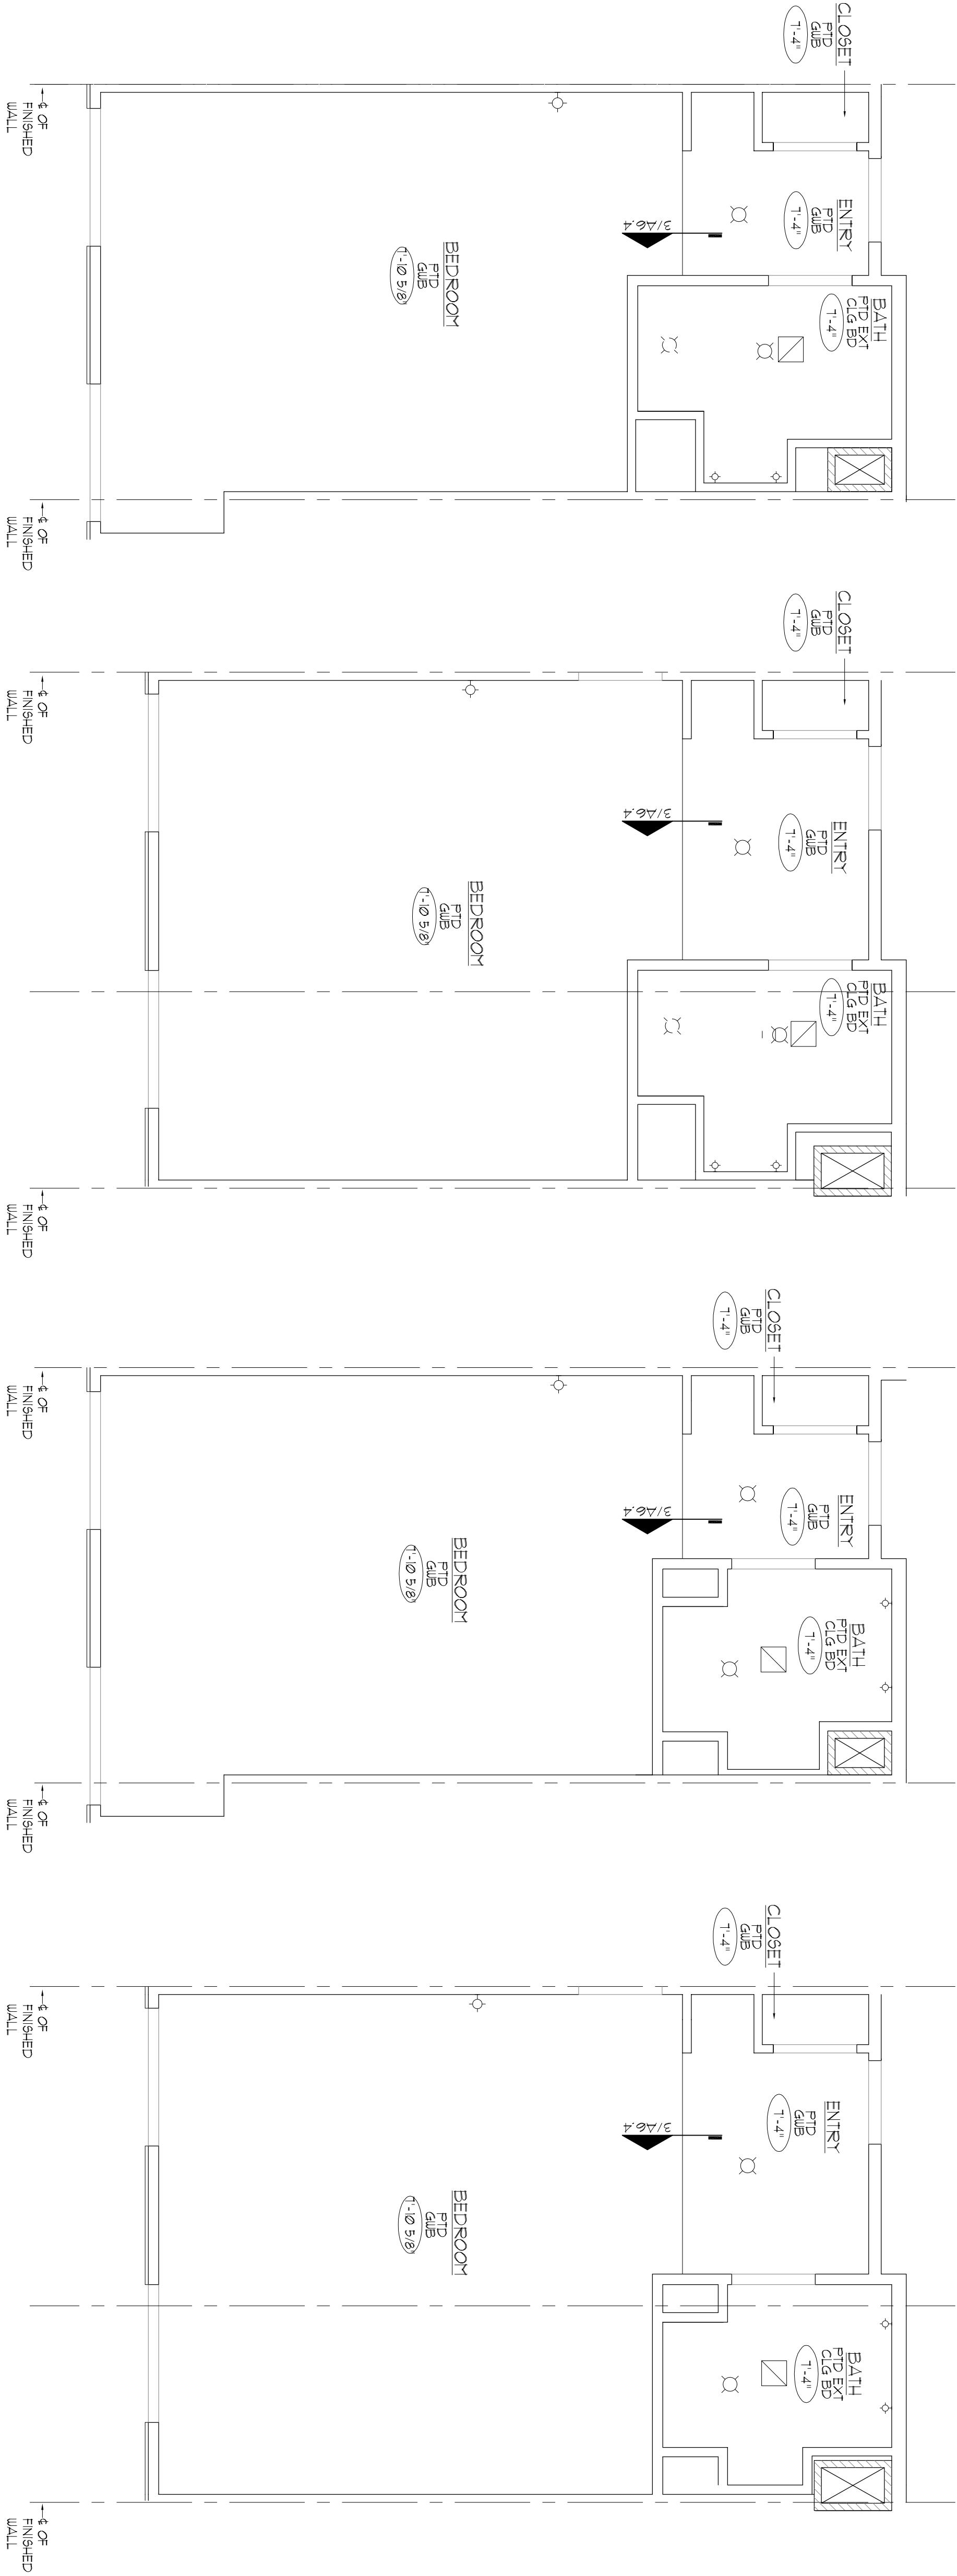 CLOSET
PTD
GWB
7'-4"
ENTRY
PTD
GWB
7'-4"
BATH
PTD EXT
CLG BD
7'-4"
3/A6.4
BEDROOM
PTD
GWB
7'-10 5/8"
℄ OF
FINISHED
WALL
℄ OF
FINISHED
WALL
CLOSET
PTD
GWB
7'-4"
ENTRY
PTD
GWB
7'-4"
BATH
PTD EXT
CLG BD
7'-4"
3/A6.4
BEDROOM
PTD
GWB
7'-10 5/8"
℄ OF
FINISHED
WALL
℄ OF
FINISHED
WALL
CLOSET
PTD
GWB
7'-4"
ENTRY
PTD
GWB
7'-4"
BATH
PTD EXT
CLG BD
7'-4"
3/A6.4
BEDROOM
PTD
GWB
7'-10 5/8"
℄ OF
FINISHED
WALL
℄ OF
FINISHED
WALL
CLOSET
PTD
GWB
7'-4"
ENTRY
PTD
GWB
7'-4"
BATH
PTD EXT
CLG BD
7'-4"
3/A6.4
BEDROOM
PTD
GWB
7'-10 5/8"
℄ OF
FINISHED
WALL
℄ OF
FINISHED
WALL